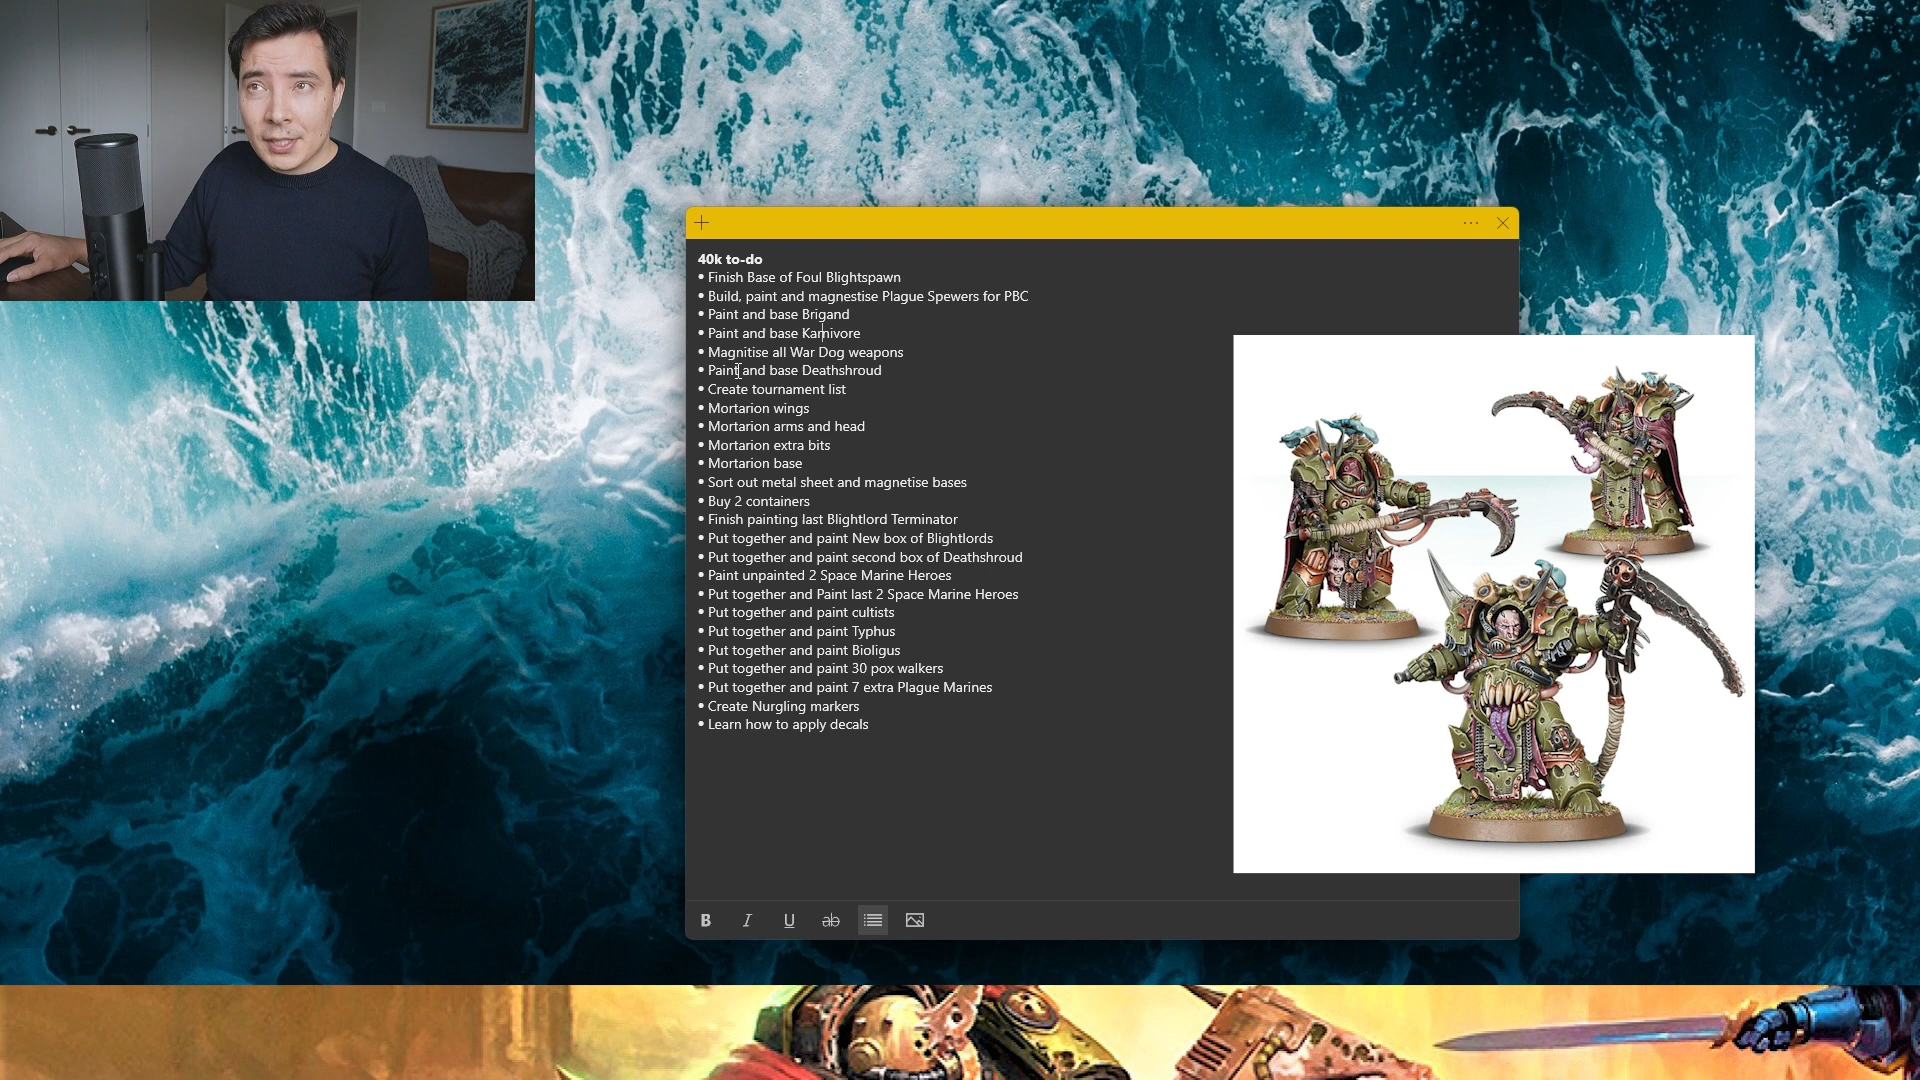 40k to-do
• Finish Base of Foul Blightspawn
• Build, paint and magnestise Plague Spewers for PBC
• Paint and base Brigand
• Paint and base Karnivore
• Magnitise all War Dog weapons
• Paint and base Deathshroud
• Create tournament list
• Mortarion wings
• Mortarion arms and head
• Mortarion extra bits
• Mortarion base
• Sort out metal sheet and magnetise bases
• Buy 2 containers
• Finish painting last Blightlord Terminator
• Put together and paint New box of Blightlords
• Put together and paint second box of Deathshroud
• Paint unpainted 2 Space Marine Heroes
• Put together and Paint last 2 Space Marine Heroes
• Put together and paint cultists
• Put together and paint Typhus
• Put together and paint Bioligus
• Put together and paint 30 pox walkers
• Put together and paint 7 extra Plague Marines
• Create Nurgling markers
• Learn how to apply decals
B I U ab